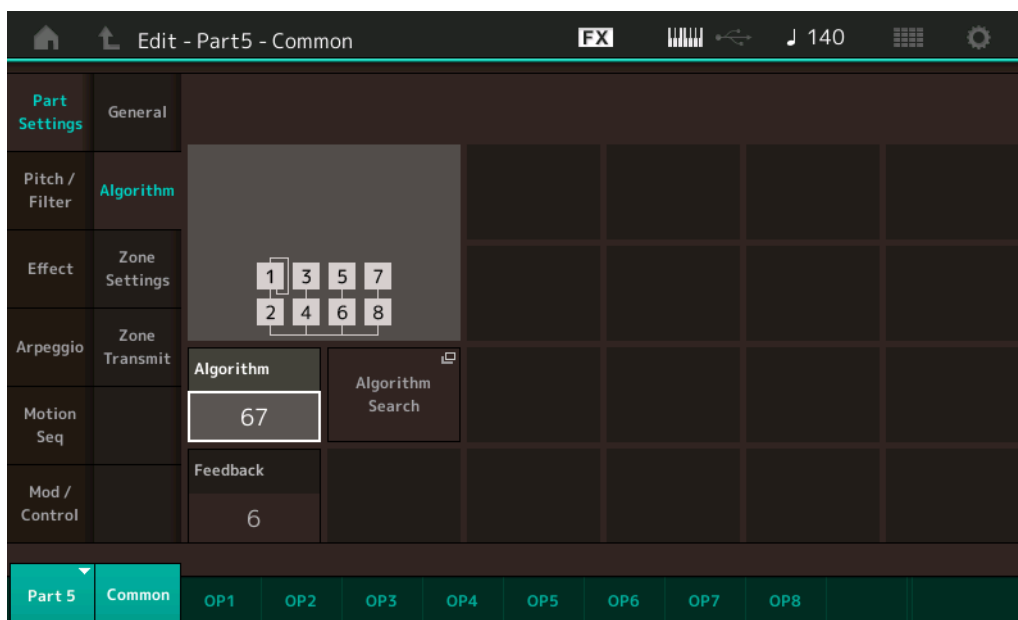 Edit - Part5 - Common
FX
♩ 140
Part
Settings
General
Pitch /
Filter
Algorithm
Effect
Zone
Settings
Arpeggio
Zone
Transmit
Motion
Seq
Mod /
Control
1 3 5 7
2 4 6 8
Algorithm
67
Algorithm
Search
Feedback
6
Part 5
Common
OP1 OP2 OP3 OP4 OP5 OP6 OP7 OP8